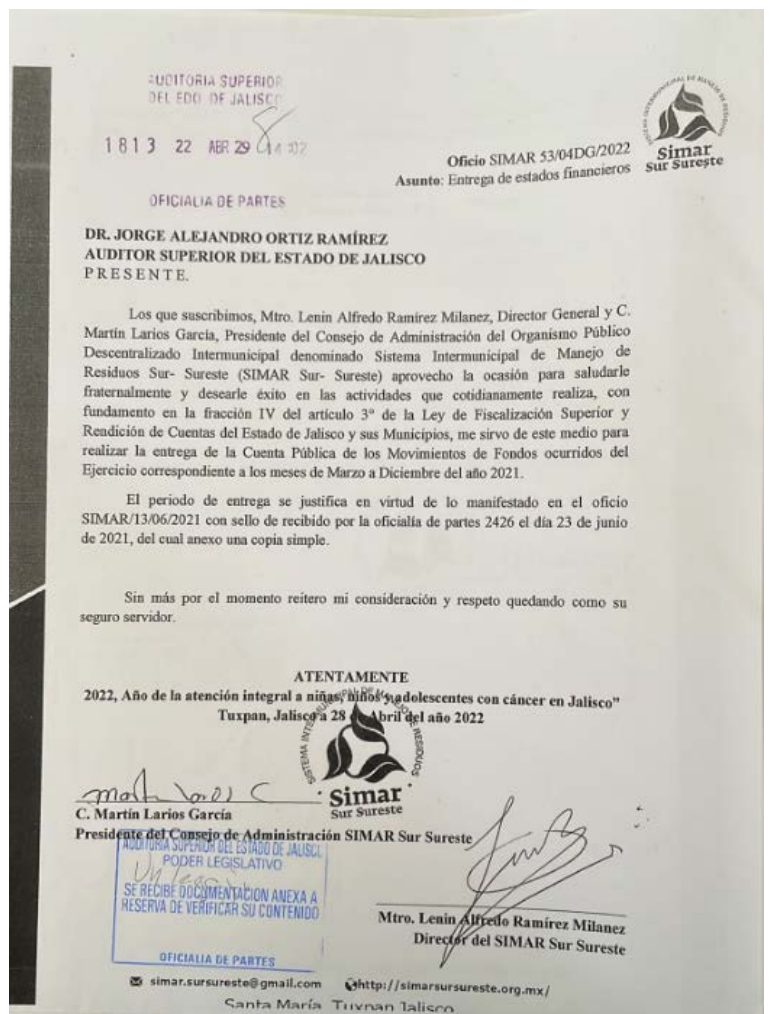 AUDITORIA SUPERIOR
DEL EDO. DE JALISCO
1813 22 ABR 29
OFICIALIA DE PARTES
SISTEMA INTERMUNICIPAL DE MANEJO DE RESIDUOS
Simar
Sur Sureste
Oficio SIMAR 53/04DG/2022
Asunto: Entrega de estados financieros
DR. JORGE ALEJANDRO ORTIZ RAMÍREZ
AUDITOR SUPERIOR DEL ESTADO DE JALISCO
PRESENTE.
Los que suscribimos, Mtro. Lenin Alfredo Ramírez Milanez, Director General y C.
Martín Larios García, Presidente del Consejo de Administración del Organismo Público
Descentralizado Intermunicipal denominado Sistema Intermunicipal de Manejo de
Residuos Sur- Sureste (SIMAR Sur- Sureste) aprovecho la ocasión para saludarle
fraternalmente y desearle éxito en las actividades que cotidianamente realiza, con
fundamento en la fracción IV del artículo 3° de la Ley de Fiscalización Superior y
Rendición de Cuentas del Estado de Jalisco y sus Municipios, me sirvo de este medio para
realizar la entrega de la Cuenta Pública de los Movimientos de Fondos ocurridos del
Ejercicio correspondiente a los meses de Marzo a Diciembre del año 2021.
El periodo de entrega se justifica en virtud de lo manifestado en el oficio
SIMAR/13/06/2021 con sello de recibido por la oficialía de partes 2426 el día 23 de junio
de 2021, del cual anexo una copia simple.
Sin más por el momento reitero mi consideración y respeto quedando como su
seguro servidor.
ATENTAMENTE
2022, Año de la atención integral a niñas, niños y adolescentes con cáncer en Jalisco"
Tuxpan, Jalisco a 28 de Abril del año 2022
SISTEMA INTERMUNICIPAL DE MANEJO DE RESIDUOS
Simar
Sur Sureste
C. Martín Larios García
Presidente del Consejo de Administración SIMAR Sur Sureste
AUDITORIA SUPERIOR DEL ESTADO DE JALISCO
PODER LEGISLATIVO
SE RECIBE DOCUMENTACION ANEXA A
RESERVA DE VERIFICAR SU CONTENIDO
OFICIALIA DE PARTES
Mtro. Lenin Alfredo Ramírez Milanez
Director del SIMAR Sur Sureste
simar.sursureste@gmail.com http://simarsursureste.org.mx/
Santa María Tuxpan Jalisco